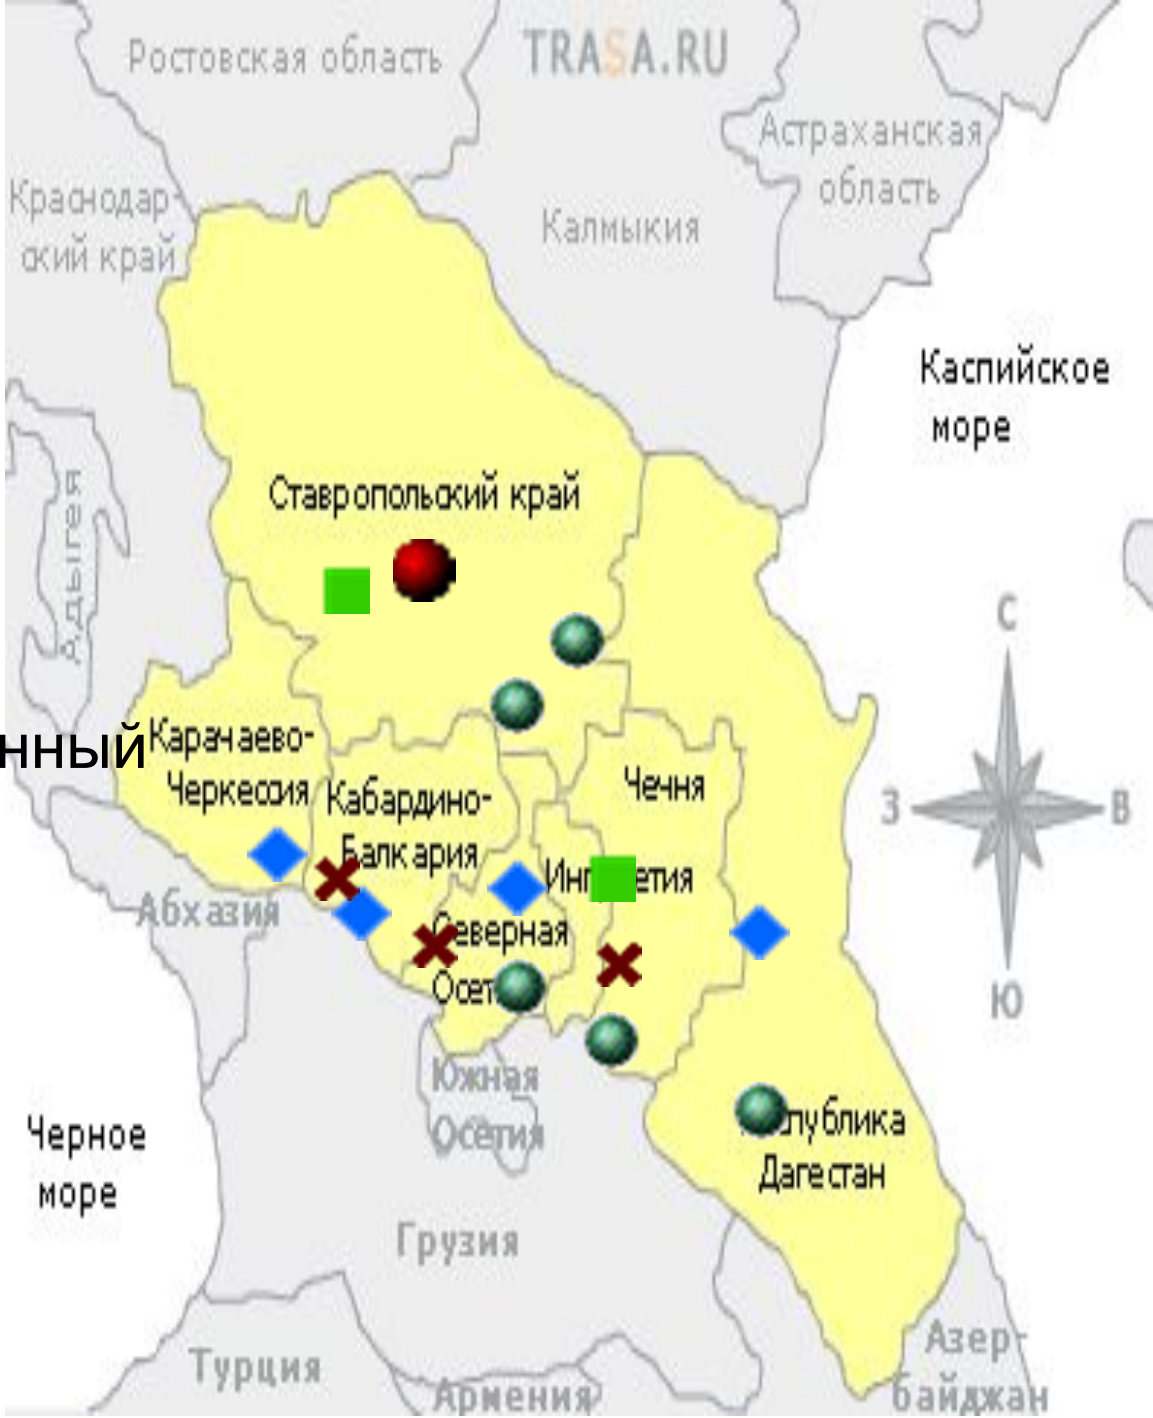 Ростовская область
TRASA.RU
Астраханская
область
Краснодар-
ский край
Калмыкия
Каспийское
море
Ставропольский край
Адыгея
С
нный
Карачаево-
Черкессия
Кабардино-
Балкария
Чечня
З
В
Абхазия
Северная
Ю
Южная
Осетия
Черное
море
Дагестан
Грузия
Турция
Армения
Азер-
байджан